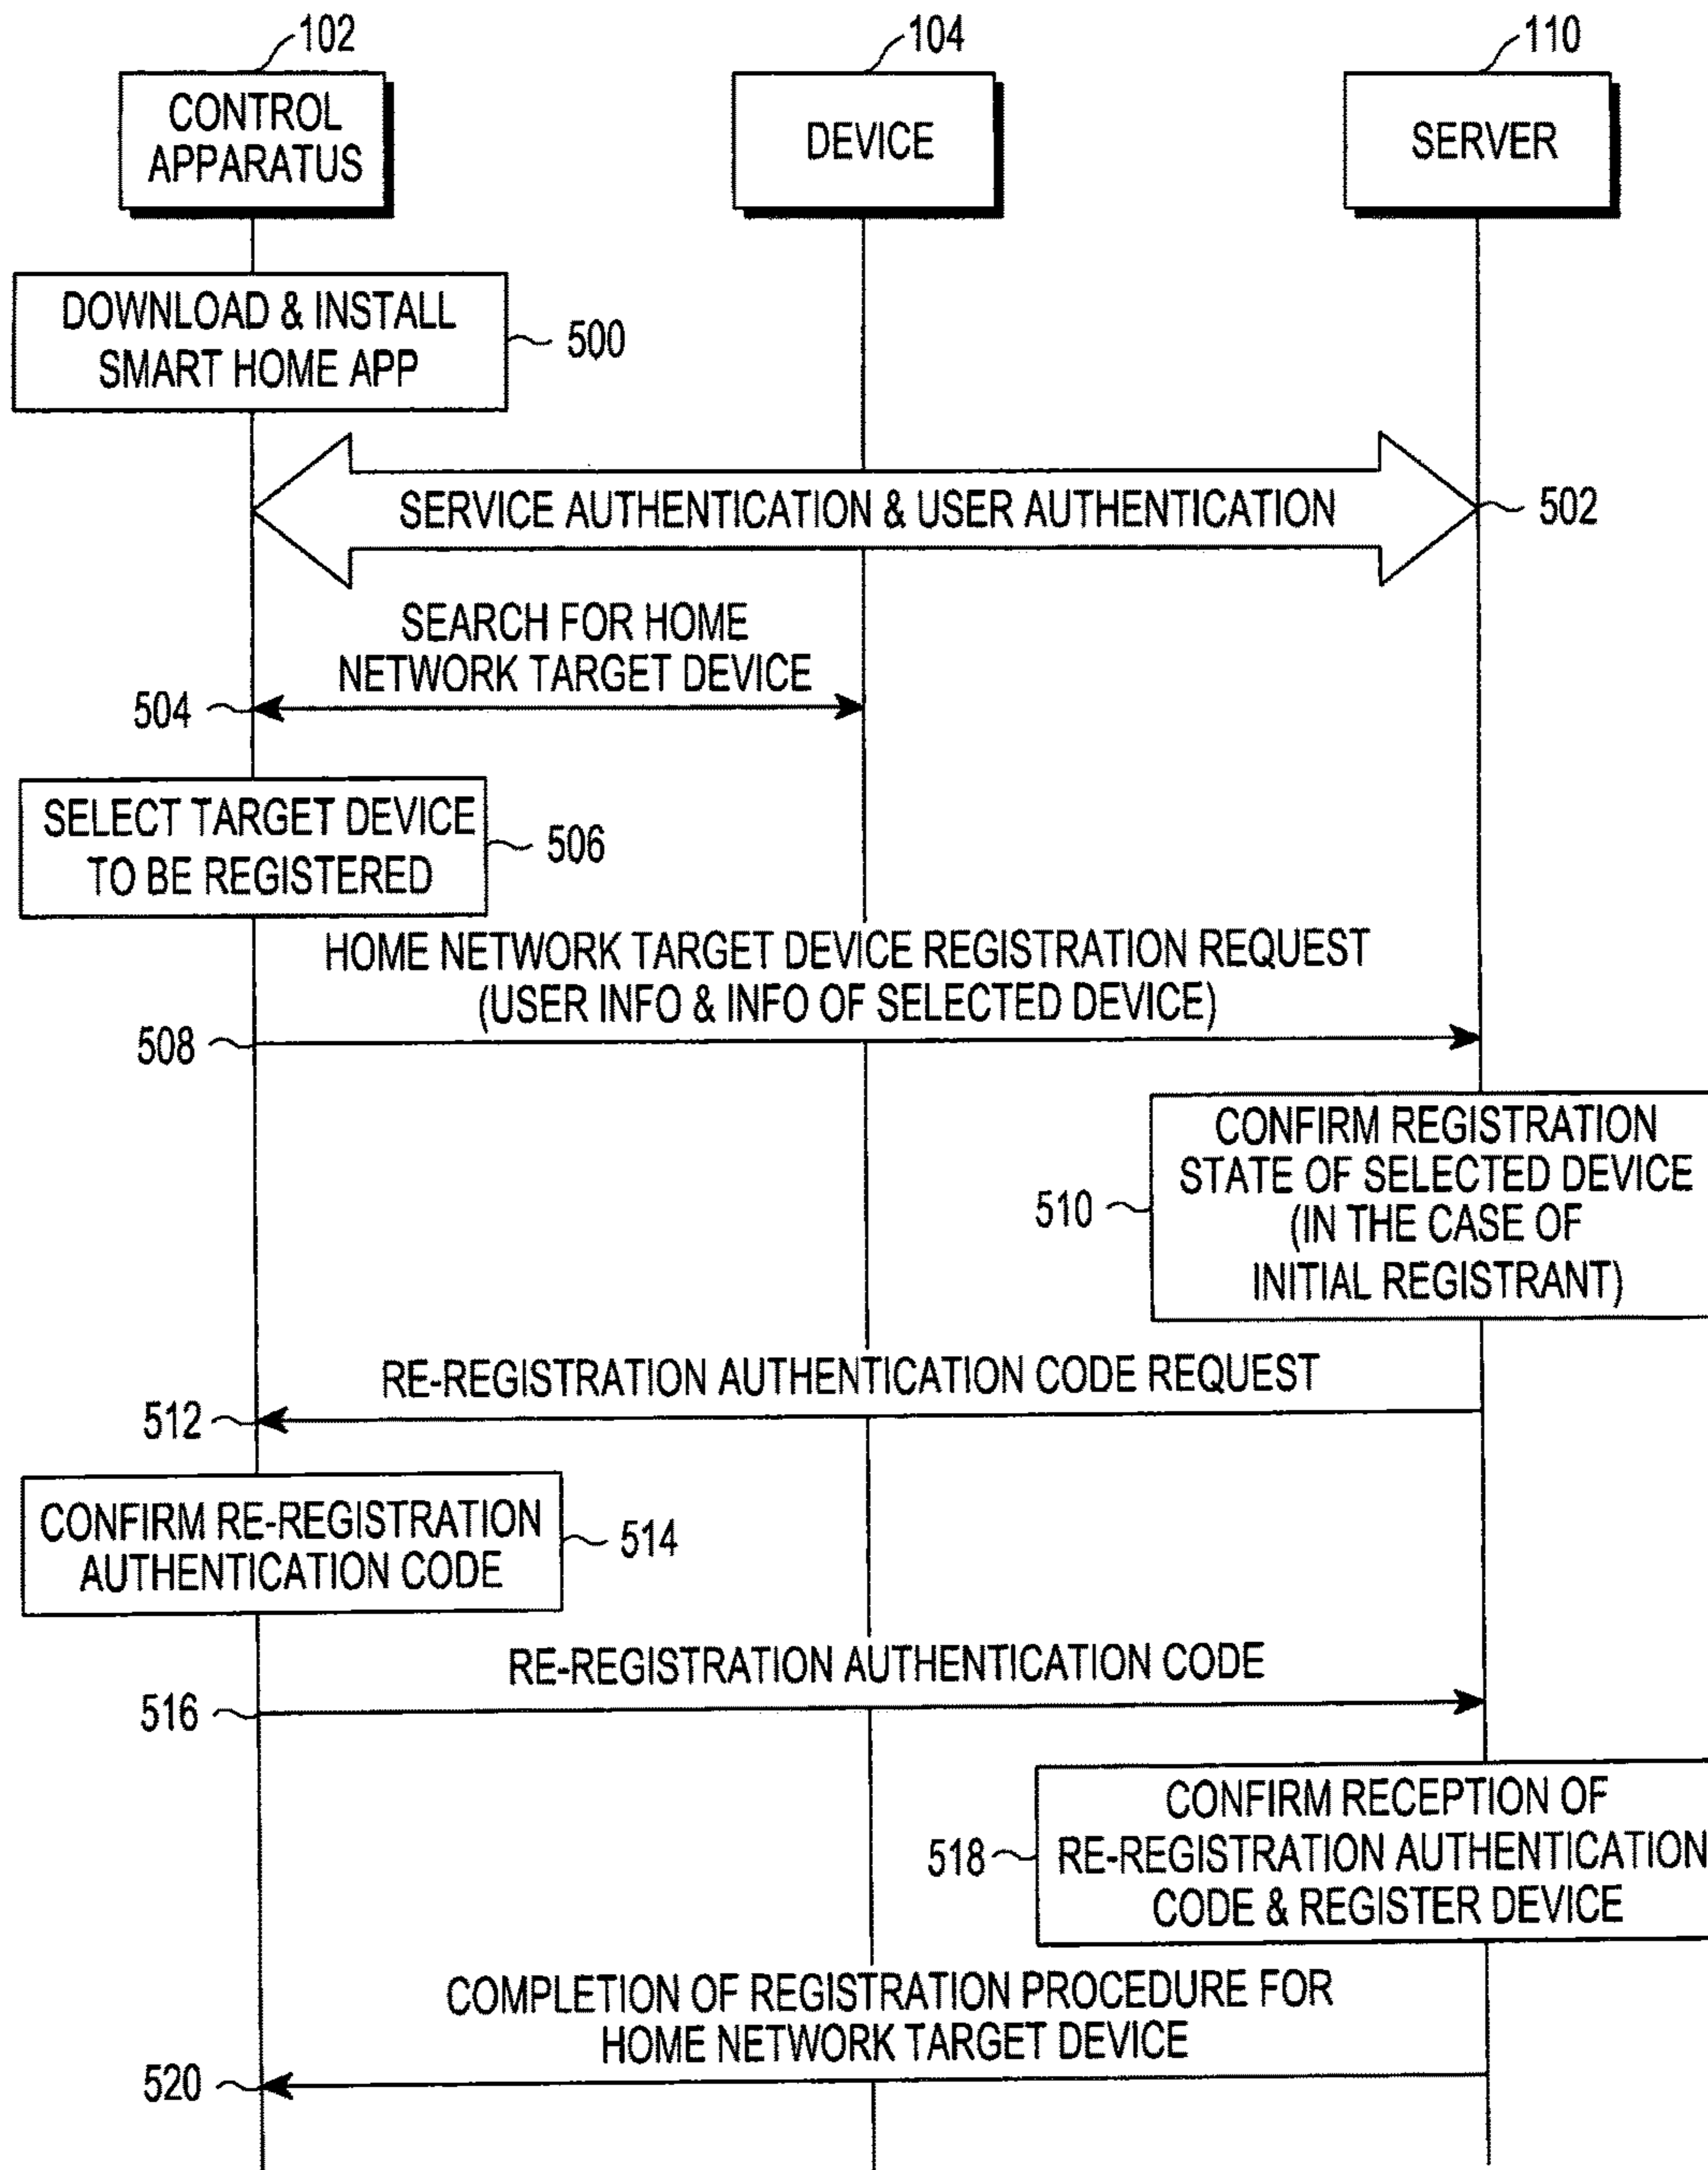 102
104
110
CONTROL
APPARATUS
DEVICE
SERVER
DOWNLOAD & INSTALL
SMART HOME APP
500
SERVICE AUTHENTICATION & USER AUTHENTICATION
502
SEARCH FOR HOME
NETWORK TARGET DEVICE
504
SELECT TARGET DEVICE
TO BE REGISTERED
506
HOME NETWORK TARGET DEVICE REGISTRATION REQUEST
(USER INFO & INFO OF SELECTED DEVICE)
508
CONFIRM REGISTRATION
STATE OF SELECTED DEVICE
(IN THE CASE OF
INITIAL REGISTRANT)
510
RE-REGISTRATION AUTHENTICATION CODE REQUEST
512
CONFIRM RE-REGISTRATION
AUTHENTICATION CODE
514
RE-REGISTRATION AUTHENTICATION CODE
516
CONFIRM RECEPTION OF
RE-REGISTRATION AUTHENTICATION
CODE & REGISTER DEVICE
518
COMPLETION OF REGISTRATION PROCEDURE FOR
HOME NETWORK TARGET DEVICE
520